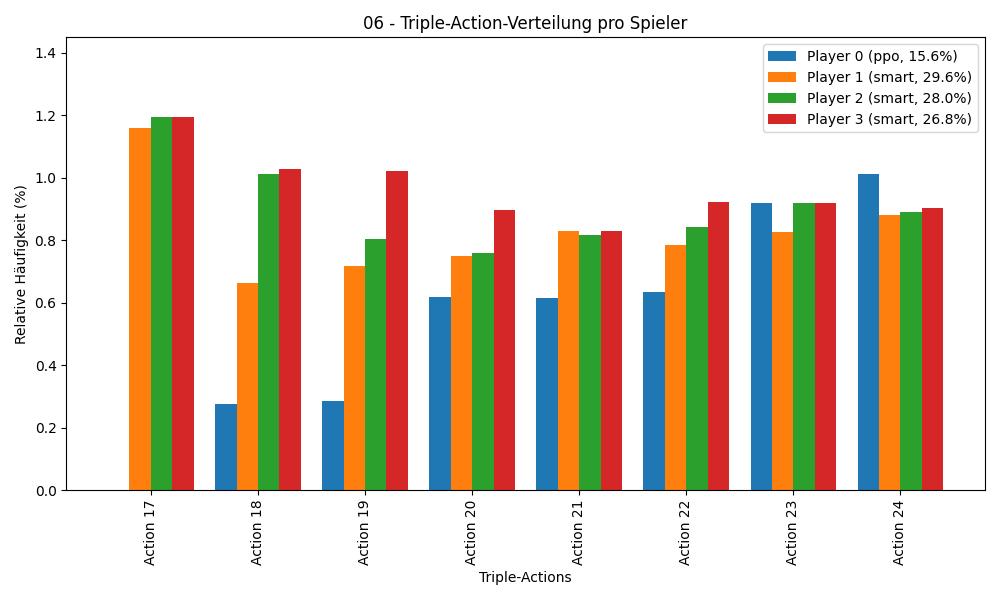 06 - Triple-Action-Verteilung pro Spieler
Relative Häufigkeit (%)
1.4
1.2
1.0
0.8
0.6
0.4
0.2
0.0
Player 0 (ppo, 15.6%)
Player 1 (smart, 29.6%)
Player 2 (smart, 28.0%)
Player 3 (smart, 26.8%)
Action 17
Action 18
Action 19
Action 20
Action 21
Action 22
Action 23
Action 24
Triple-Actions